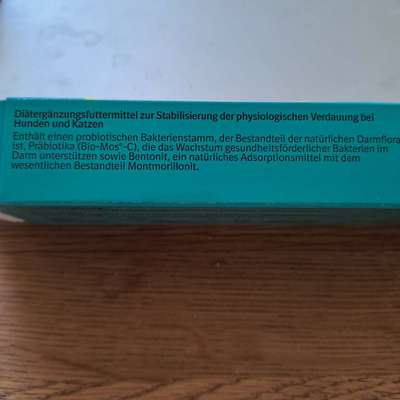 Diätergänzungsfuttermittel zur Stabilisierung der physiologischen Verdauung bei
Hunden und Katzen
Enthält einen probiotischen Bakterienstamm, der Bestandteil der natürlichen Darmflora
ist, Präbiotika (Bio-Mos®-C), die das Wachstum gesundheitsförderlicher Bakterien im
Darm unterstützen sowie Bentonit, ein natürliches Adsorptionsmittel mit dem
wesentlichen Bestandteil Montmorillonit.